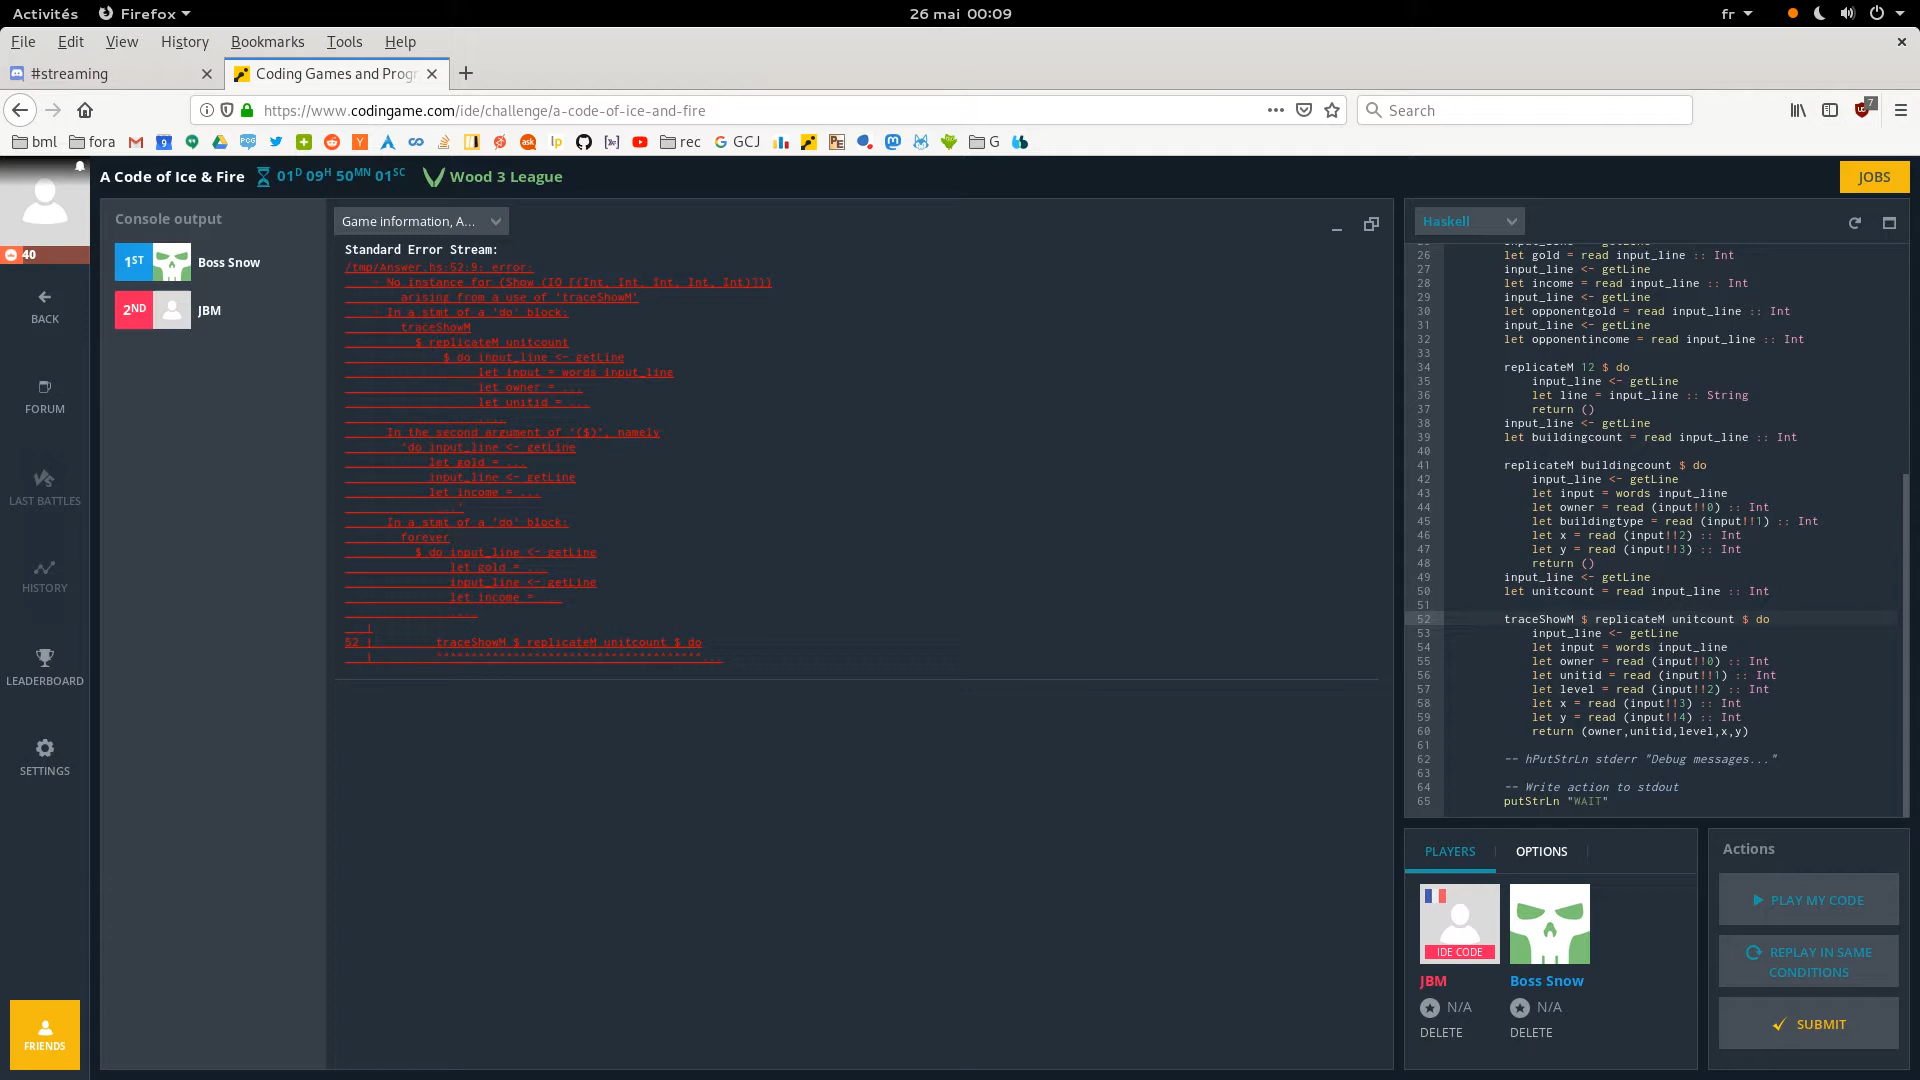 Activités
Firefox
26 mai 00:09
fr
File Edit View History Bookmarks Tools Help
#streaming
Coding Games and Progr
https://www.codingame.com/ide/challenge/a-code-of-ice-and-fire
Search
7
bml
fora
rec
GCJ
G
A Code of Ice & Fire
01D 09H 50MN 01SC
Wood 3 League
JOBS
40
BACK
FORUM
LAST BATTLES
HISTORY
LEADERBOARD
SETTINGS
FRIENDS
Console output
1ST Boss Snow
2ND JBM
Game information, A...
Standard Error Stream:
/tmp/Answer.hs:52:9: error:
No instance for (Show (IO [(Int, Int, Int, Int, Int)]))
arising from a use of 'traceShowM'
In a stmt of a 'do' block:
traceShowM
$ replicateM unitcount
$ do input_line <- getLine
let input = words input_line
let owner = ...
let unitid = ...
....
In the second argument of '($)', namely
'do input_line <- getLine
let gold = ...
input_line <- getLine
let income = ...
....'
In a stmt of a 'do' block:
forever
$ do input_line <- getLine
let gold = ...
input_line <- getLine
let income = ...
....
|
52 | traceShowM $ replicateM unitcount $ do
| ^^^^^^^^^^^^^^^^^^^^^^^^^^^^^^^^^^^^^^...
Haskell
26 let gold = read input_line :: Int
27 input_line <- getLine
28 let income = read input_line :: Int
29 input_line <- getLine
30 let opponentgold = read input_line :: Int
31 input_line <- getLine
32 let opponentincome = read input_line :: Int
33
34 replicateM 12 $ do
35 input_line <- getLine
36 let line = input_line :: String
37 return ()
38 input_line <- getLine
39 let buildingcount = read input_line :: Int
40
41 replicateM buildingcount $ do
42 input_line <- getLine
43 let input = words input_line
44 let owner = read (input!!0) :: Int
45 let buildingtype = read (input!!1) :: Int
46 let x = read (input!!2) :: Int
47 let y = read (input!!3) :: Int
48 return ()
49 input_line <- getLine
50 let unitcount = read input_line :: Int
51
52 traceShowM $ replicateM unitcount $ do
53 input_line <- getLine
54 let input = words input_line
55 let owner = read (input!!0) :: Int
56 let unitid = read (input!!1) :: Int
57 let level = read (input!!2) :: Int
58 let x = read (input!!3) :: Int
59 let y = read (input!!4) :: Int
60 return (owner,unitid,level,x,y)
61
62 -- hPutStrLn stderr "Debug messages..."
63
64 -- Write action to stdout
65 putStrLn "WAIT"
PLAYERS
OPTIONS
IDE CODE
JBM
N/A
DELETE
Boss Snow
N/A
DELETE
Actions
PLAY MY CODE
REPLAY IN SAME
CONDITIONS
SUBMIT